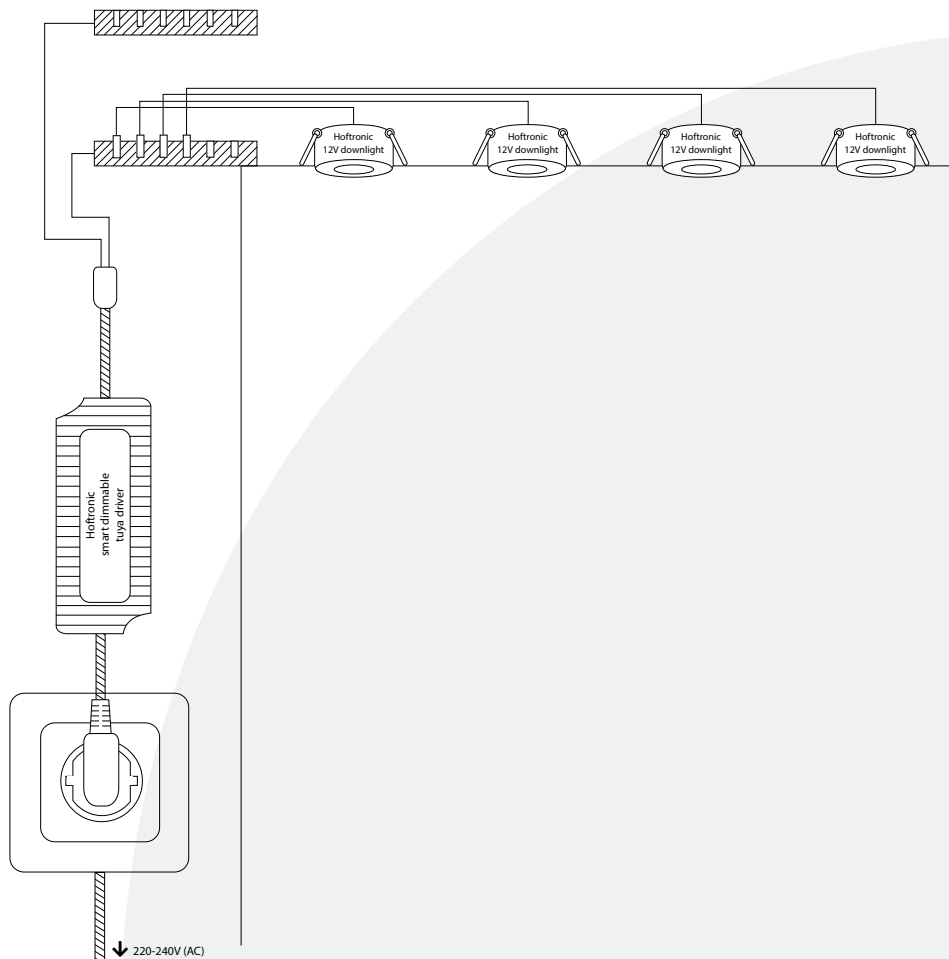 Hoftronic
12V downlight
Hoftronic
12V downlight
Hoftronic
12V downlight
Hoftronic
12V downlight
Hoftronic
smart dimmable
tuya driver
220-240V (AC)